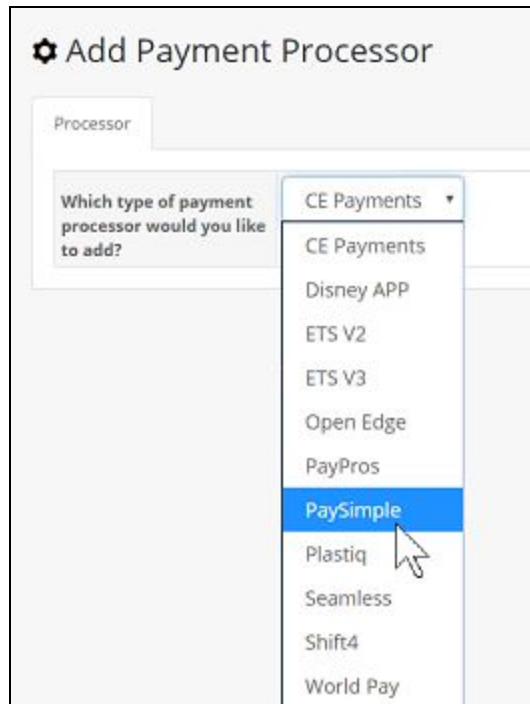 Add Payment Processor
Processor
Which type of payment
processor would you like
to add?
CE Payments
CE Payments
Disney APP
ETS V2
ETS V3
Open Edge
PayPros
PaySimple
Plastiq
Seamless
Shift4
World Pay